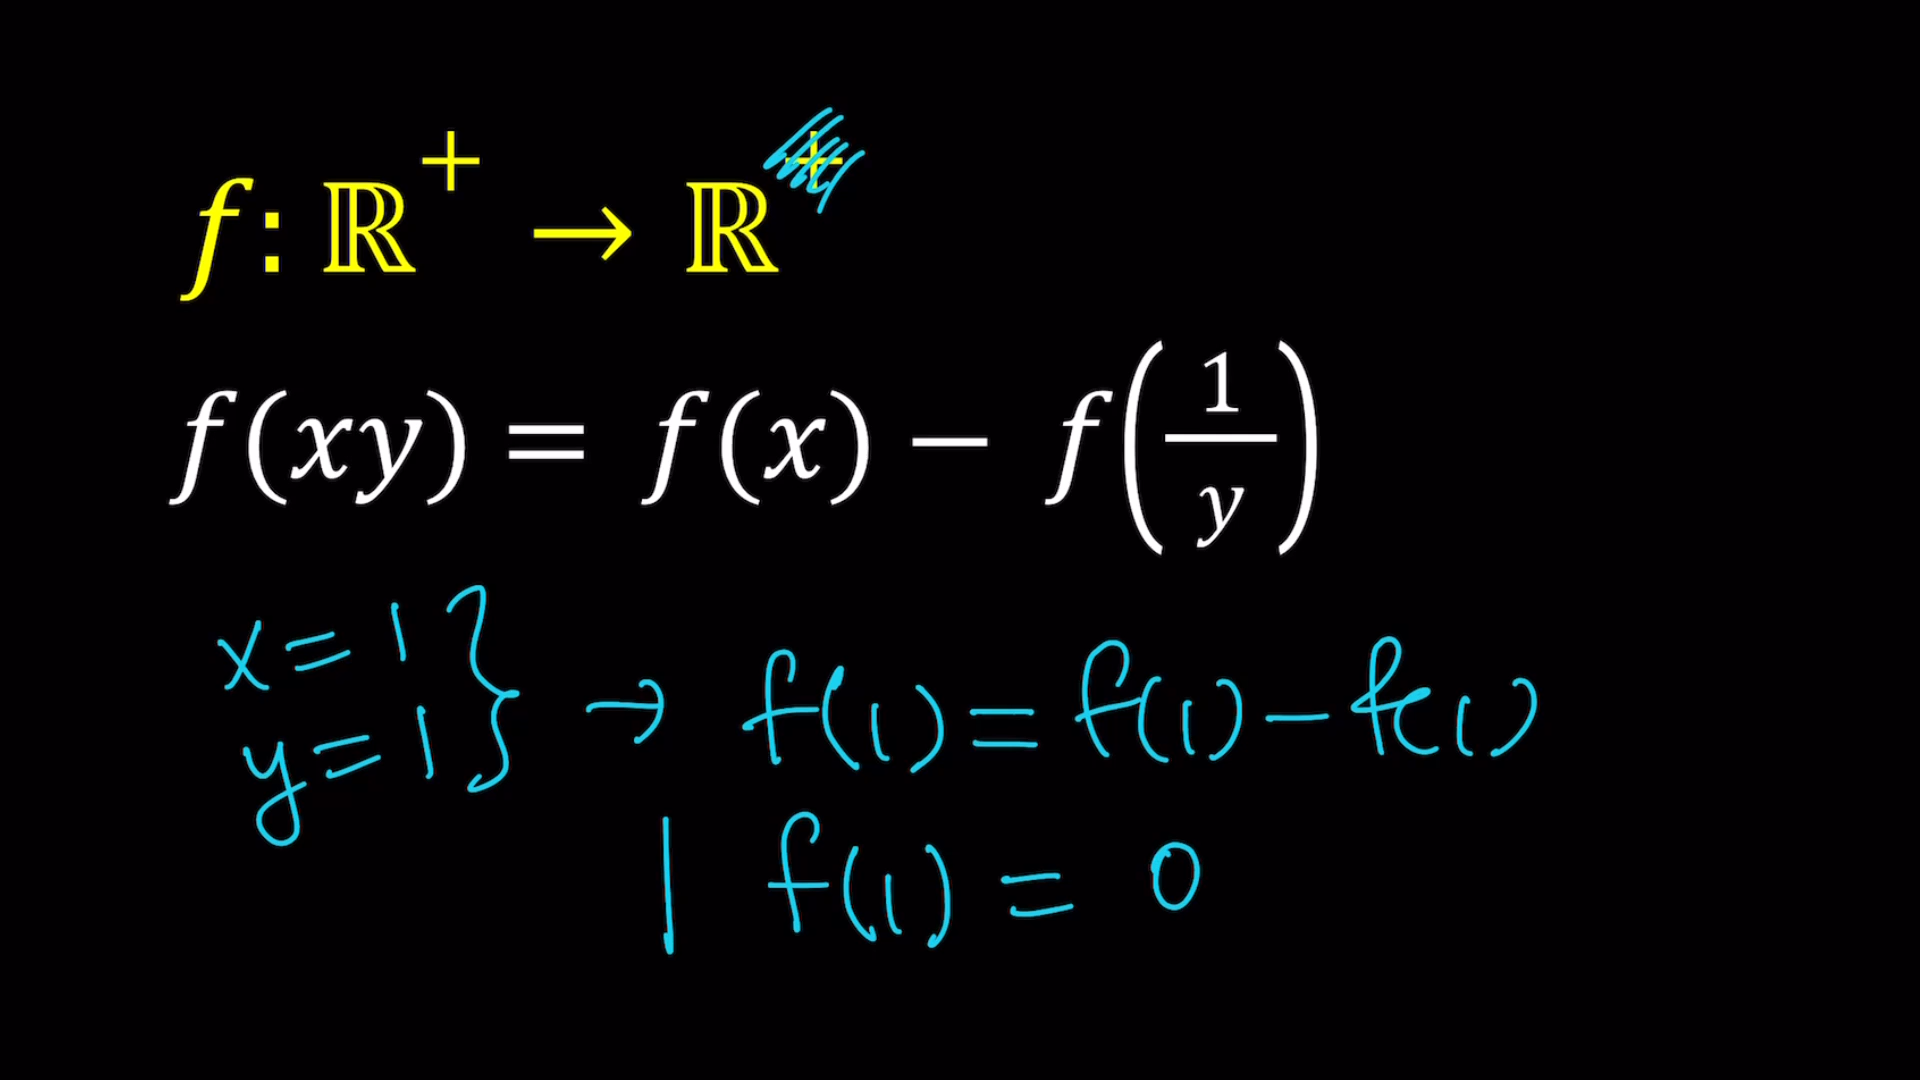 f: ℝ⁺ → ℝ
f(xy) = f(x) − f(1/y)
x = 1 } → f(1) = f(1) − f(1)
y = 1
| f(1) = 0